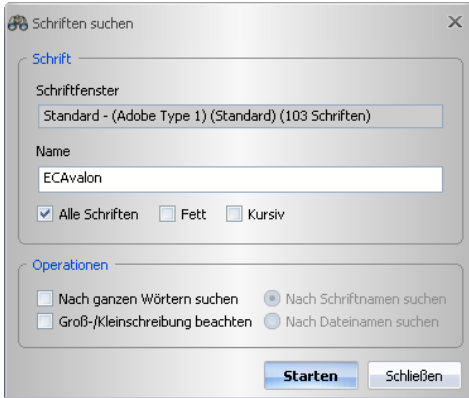 Schriften suchen
Schrift
Schriftfenster
Standard - (Adobe Type 1) (Standard) (103 Schriften)
Name
ECAvalon
Alle Schriften Fett Kursiv
Operationen
Nach ganzen Wörtern suchen Nach Schriftnamen suchen
Groß-/Kleinschreibung beachten Nach Dateinamen suchen
Starten Schließen